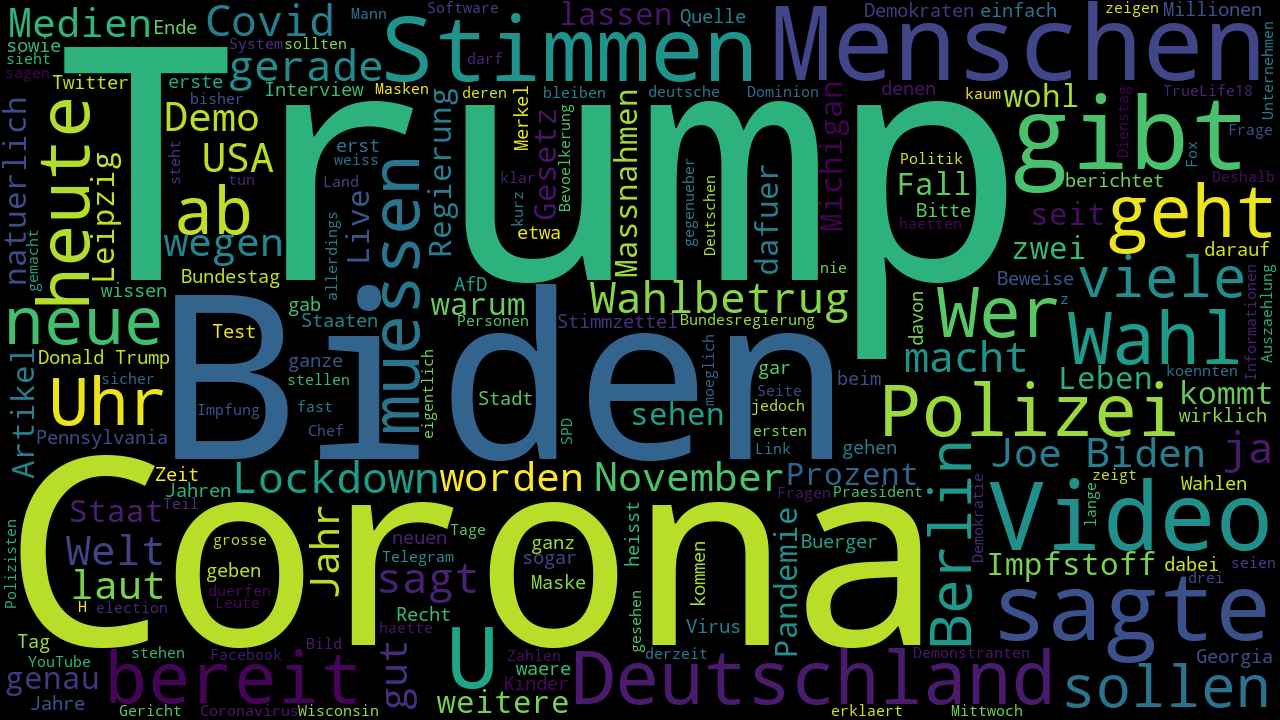 Medien
Ende
Covid
Mann
Software
lassen
Quelle
Demokraten
einfach
zeigen
Millionen
sowie
sieht
sagen
Twitter
System
sollten
gerade
Stimmen
darf
Menschen
Unternehmen
Trump
erste
bisher
Interview
Masken
deren
bleiben
deutsche
Dominion
denen
kaum
wohl
TrueLife18
natuerlich
heute
Demo
USA
erst
weiss
steht
tun
Land
Regierung
Merkel
Gesetz
Bevoelkerung
klar
kurz
Massnahmen
gegenueber
Deutschen
dafuer
Michigan
Politik
Fall
Bitte
haetten
gibt
Dienstag
Fox
Frage
Deshalb
berichtet
seit
geht
Leipzig
ab
wegen
Live
muessen
etwa
zwei
darauf
gemacht
wissen
Bundestag
allerdings
gab
Staaten
AfD
warum
Personen
Wahlbetrug
Stimmzettel
Bundesregierung
nie
davon
Wer
Beweise
z
viele
Informationen
Auszaehlung
neue
Donald Trump
sicher
Test
ganze
stellen
Biden
eigentlich
moeglich
gar
beim
macht
Wahl
Leben
koennten
kommt
wirklich
Artikel
Uhr
Impfung
fast
Chef
Stadt
SPD
sehen
Seite
jedoch
ersten
Link
gehen
Polizei
Pennsylvania
Zeit
Jahren
Teil
Lockdown
worden
November
Prozent
Fragen
Praesident
Berlin
Joe Biden
ja
zeigt
Wahlen
lange
Demokratie
Polizisten
Staat
Welt
laut
grosse
geben
duerfen
Leute
Corona
Jahr
neuen
Telegram
Tage
sagt
Recht
haette
ganz
sogar
Maske
heisst
kommen
Virus
Pandemie
Buerger
Video
Impfstoff
dabei
drei
seien
H
election
Tag
YouTube
genau
Jahre
stehen
bereit
Facebook
Bild
gut
U
weitere
Zahlen
waere
Kinder
gesehen
derzeit
Deutschland
Demonstranten
sagte
Georgia
sollen
Gericht
Coronavirus
Wisconsin
erklaert
Mittwoch